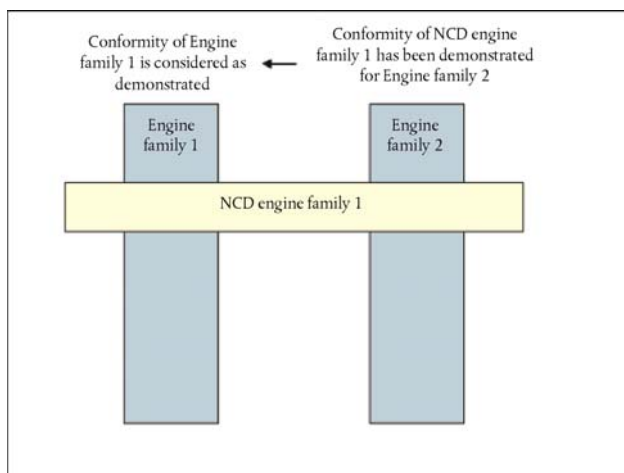 Conformity of Engine
family 1 is considered as
demonstrated
Conformity of NCD engine
family 1 has been demonstrated
for Engine family 2
Engine
family 1
Engine
family 2
NCD engine family 1